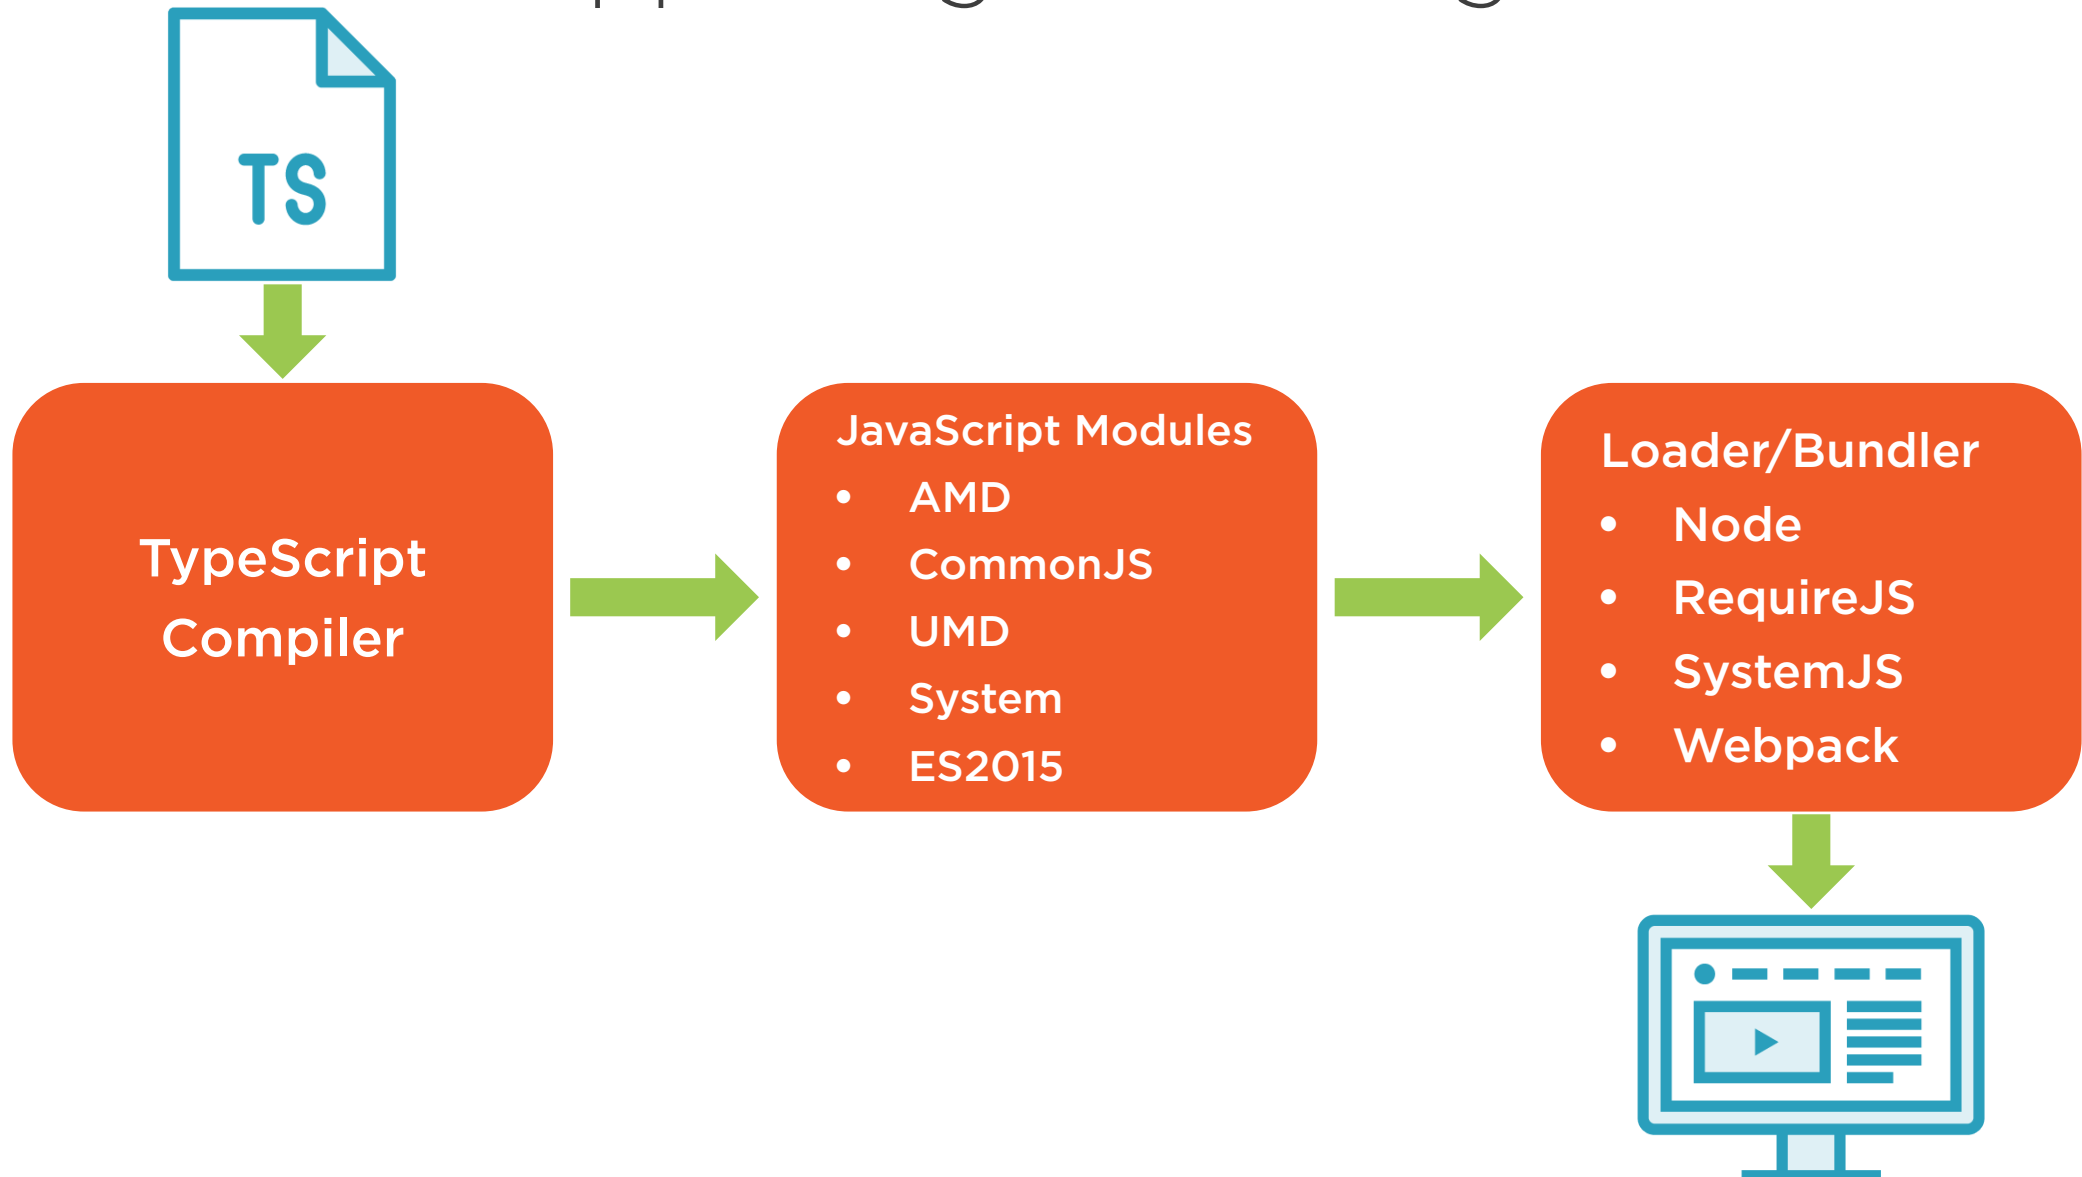 TS
TypeScript
Compiler
JavaScript Modules
• AMD
• CommonJS
• UMD
• System
• ES2015
Loader/Bundler
• Node
• RequireJS
• SystemJS
• Webpack